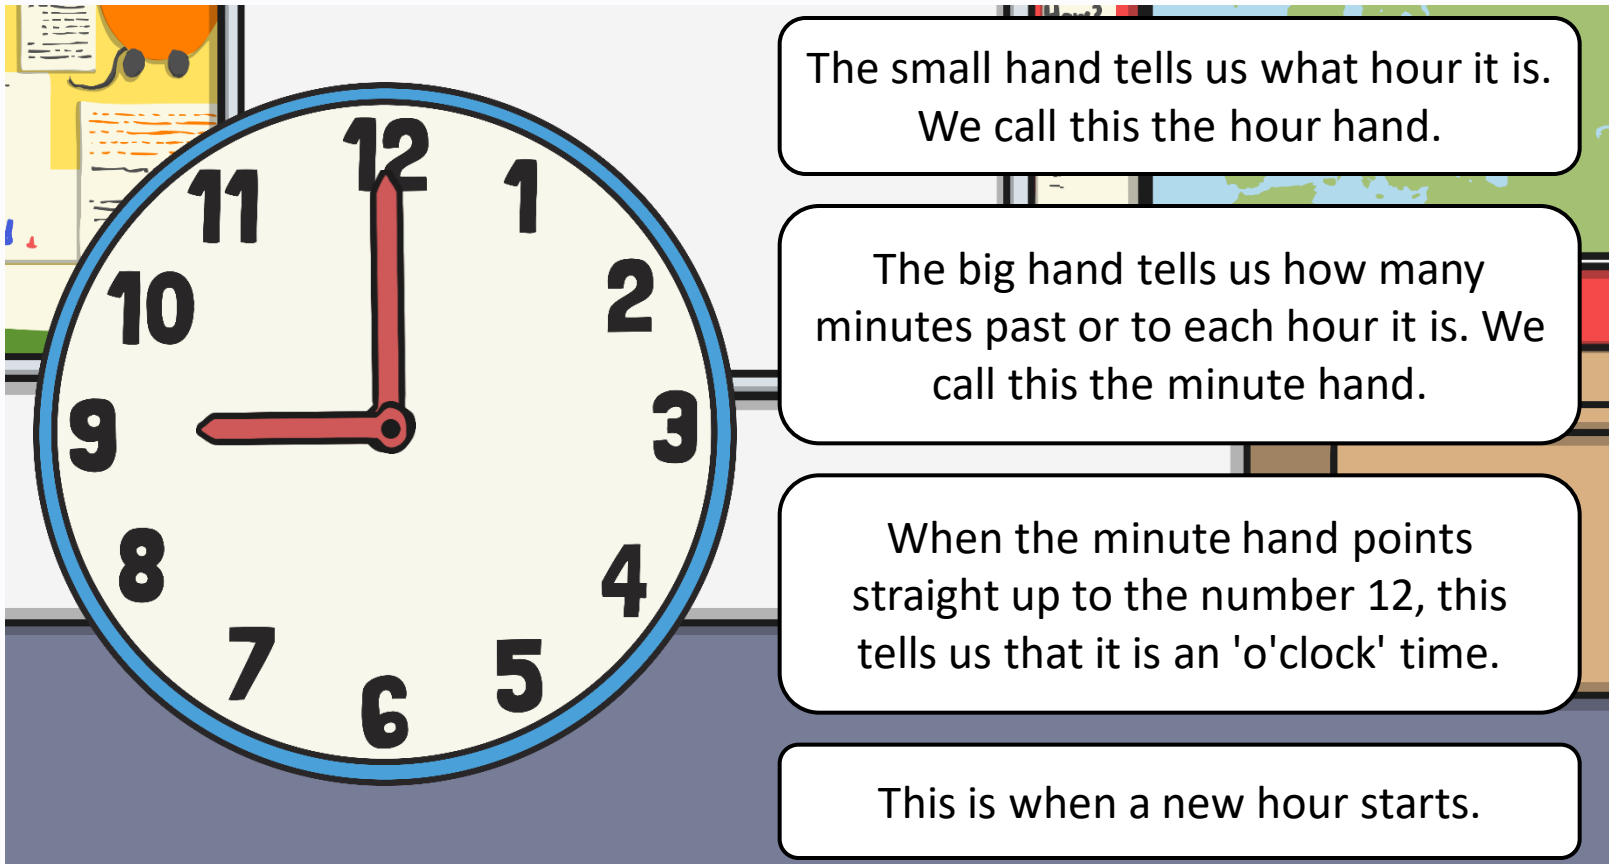 How?
The small hand tells us what hour it is.
We call this the hour hand.
12
11
1
10
2
The big hand tells us how many
minutes past or to each hour it is. We
call this the minute hand.
9
3
8
4
When the minute hand points
straight up to the number 12, this
tells us that it is an 'o'clock' time.
7
5
6
This is when a new hour starts.